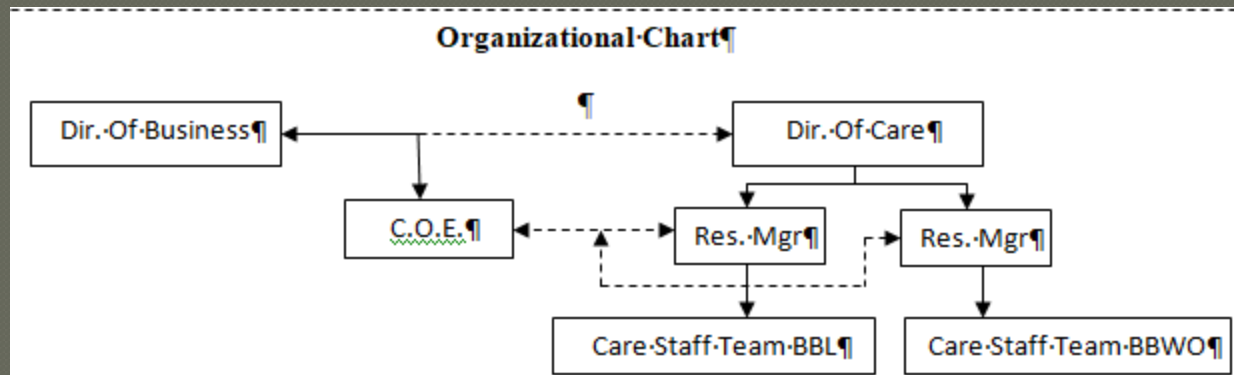 Organizational·Chart¶
¶
Dir.·Of·Business¶
Dir.·Of·Care¶
C.O.E.¶
Res.·Mgr¶
Res.·Mgr¶
Care·Staff·Team·BBL¶
Care·Staff·Team·BBWO¶